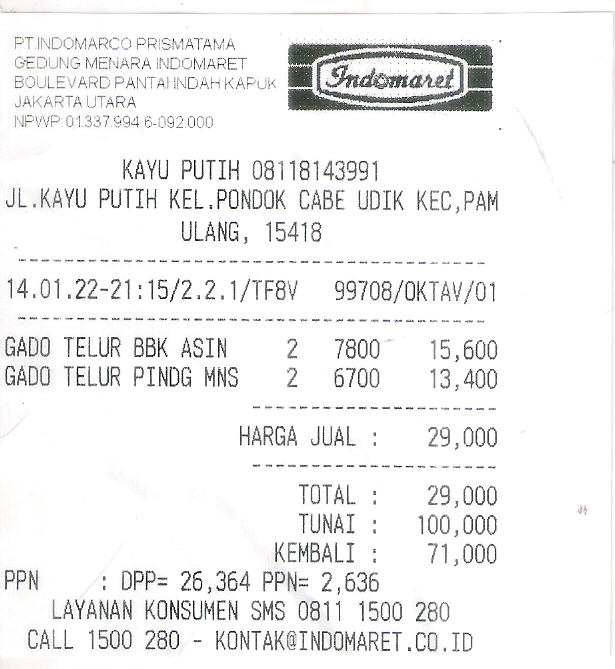 PT.INDOMARCO PRISMATAMA
GEDUNG MENARA INDOMARET
BOULEVARD PANTAI INDAH KAPUK
JAKARTA UTARA
NPWP:01.337.994.6-092.000
Indomaret
KAYU PUTIH 08118143991
JL.KAYU PUTIH KEL.PONDOK CABE UDIK KEC,PAM
ULANG, 15418
14.01.22-21:15/2.2.1/TF8V 99708/OKTAV/01
GADO TELUR BBK ASIN 2 7800 15,600
GADO TELUR PINDG MNS 2 6700 13,400
HARGA JUAL : 29,000
TOTAL : 29,000
TUNAI : 100,000
KEMBALI : 71,000
PPN : DPP= 26,364 PPN= 2,636
LAYANAN KONSUMEN SMS 0811 1500 280
CALL 1500 280 - KONTAK@INDOMARET.CO.ID